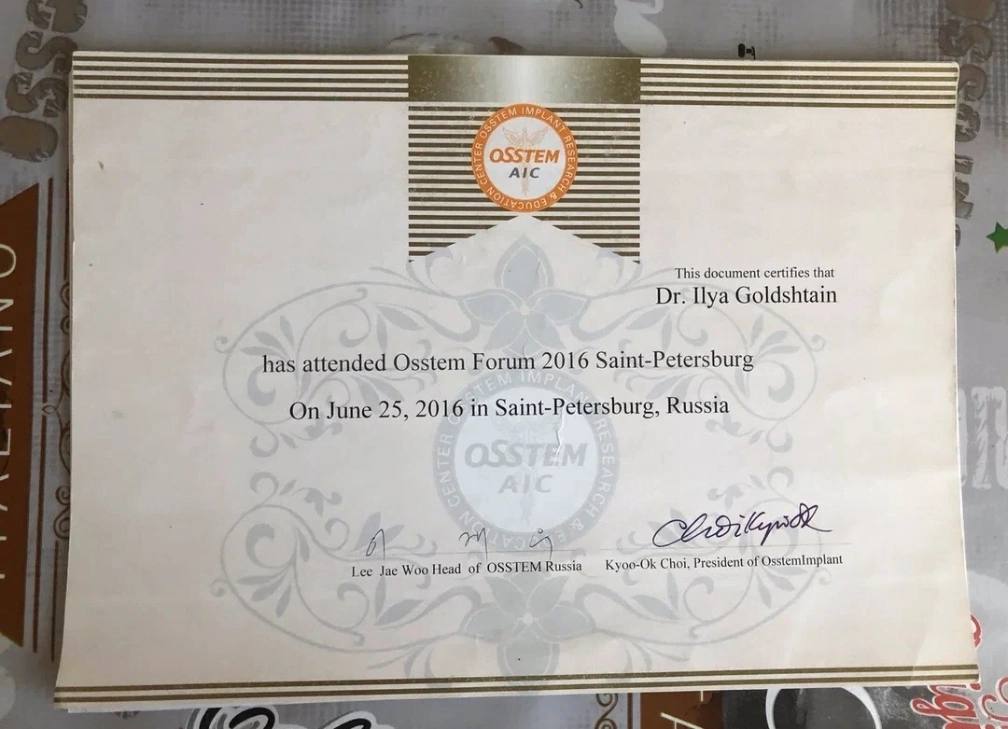 OSSTEM IMPLANT RESEARCH & EDUCATION CENTER
OSSTEM
AIC
This document certifies that
Dr. Ilya Goldshtain
has attended Osstem Forum 2016 Saint-Petersburg
On June 25, 2016 in Saint-Petersburg, Russia
OSSTEM
AIC
Lee Jae Woo Head of OSSTEM Russia
Kyoo-Ok Choi, President of OsstemImplant